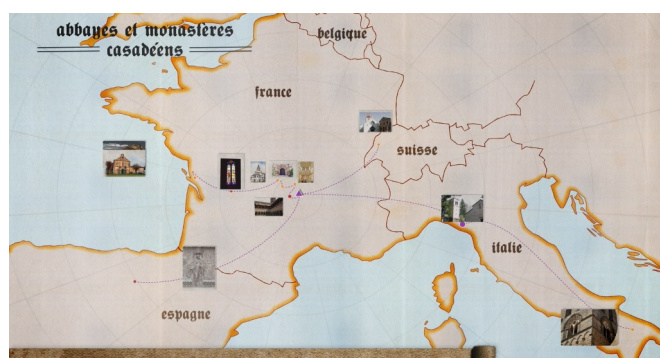 abbayes et monastères
casadéens
belgique
france
suisse
italie
espagne